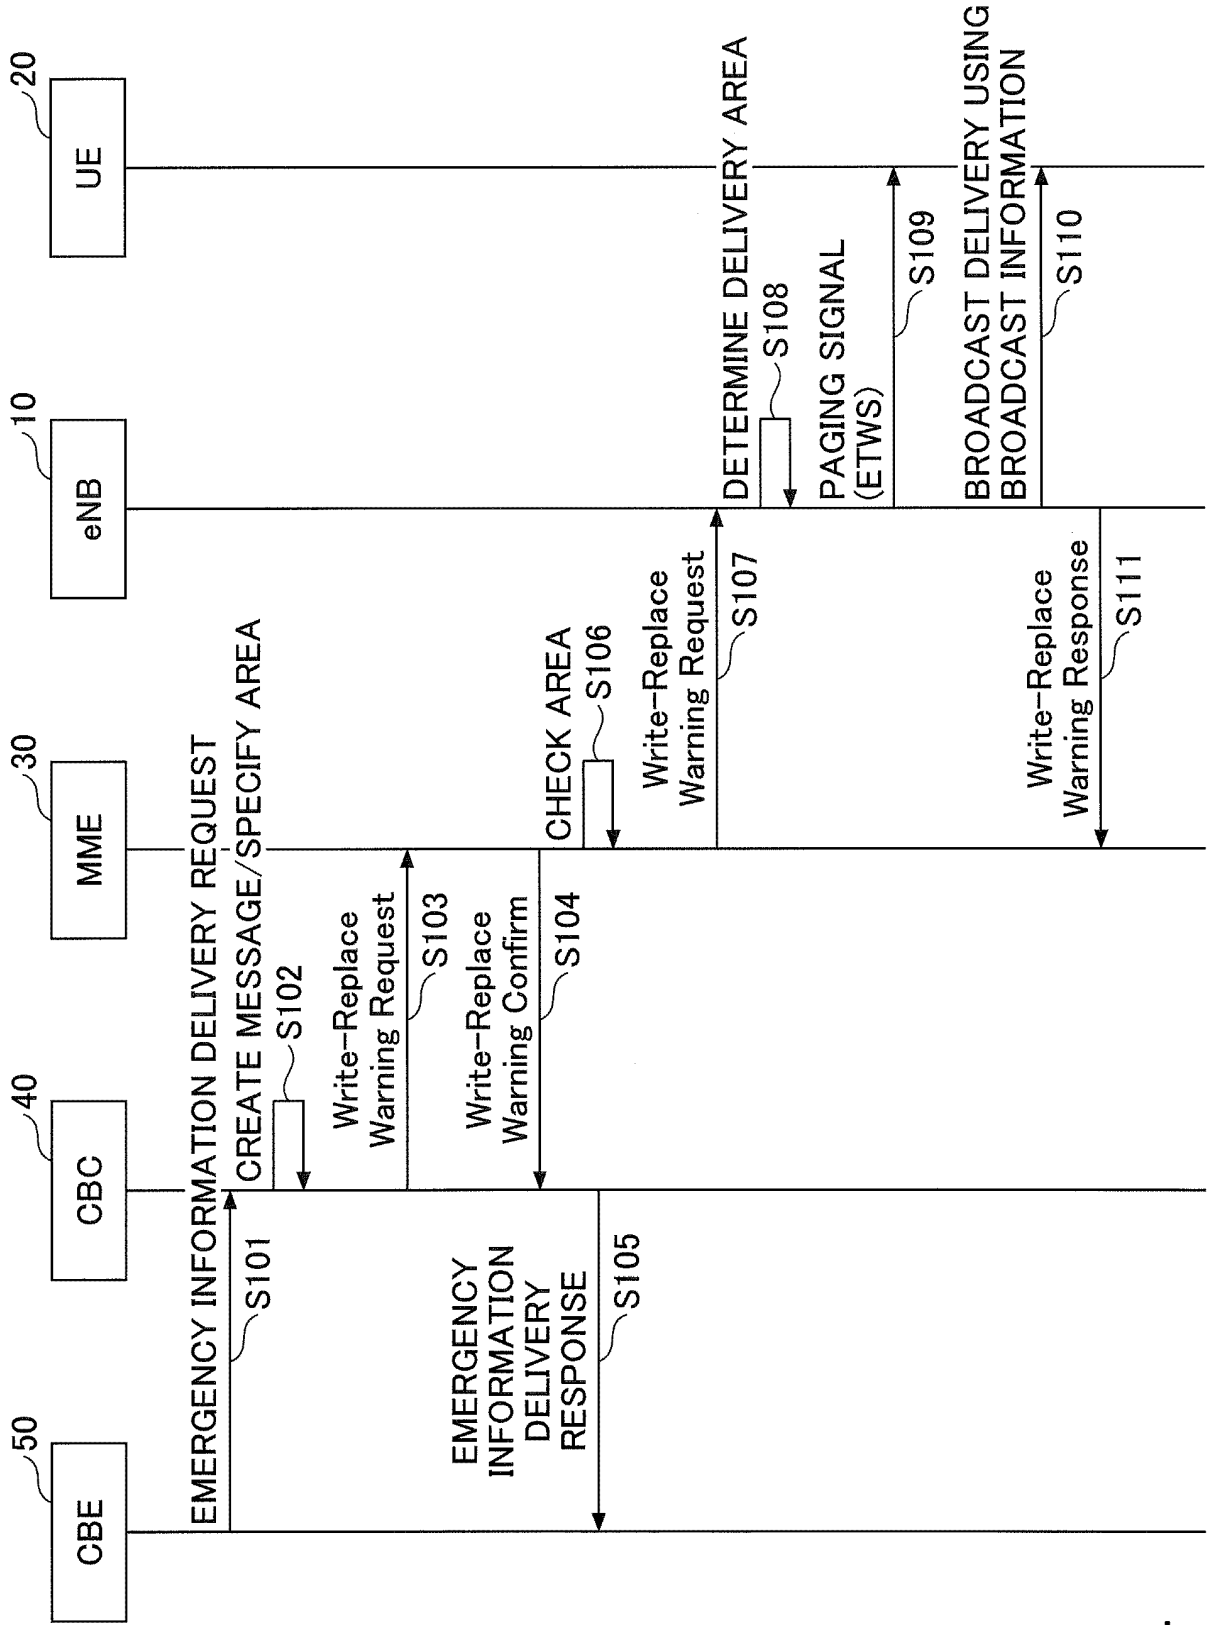 50
CBE
40
CBC
30
MME
10
eNB
20
UE
EMERGENCY INFORMATION DELIVERY REQUEST
S101
CREATE MESSAGE/SPECIFY AREA
S102
Write-Replace
Warning Request
S103
Write-Replace
Warning Confirm
S104
EMERGENCY
INFORMATION
DELIVERY
RESPONSE
S105
CHECK AREA
S106
Write-Replace
Warning Request
S107
DETERMINE DELIVERY AREA
S108
PAGING SIGNAL
(ETWS)
S109
BROADCAST DELIVERY USING
BROADCAST INFORMATION
S110
Write-Replace
Warning Response
S111